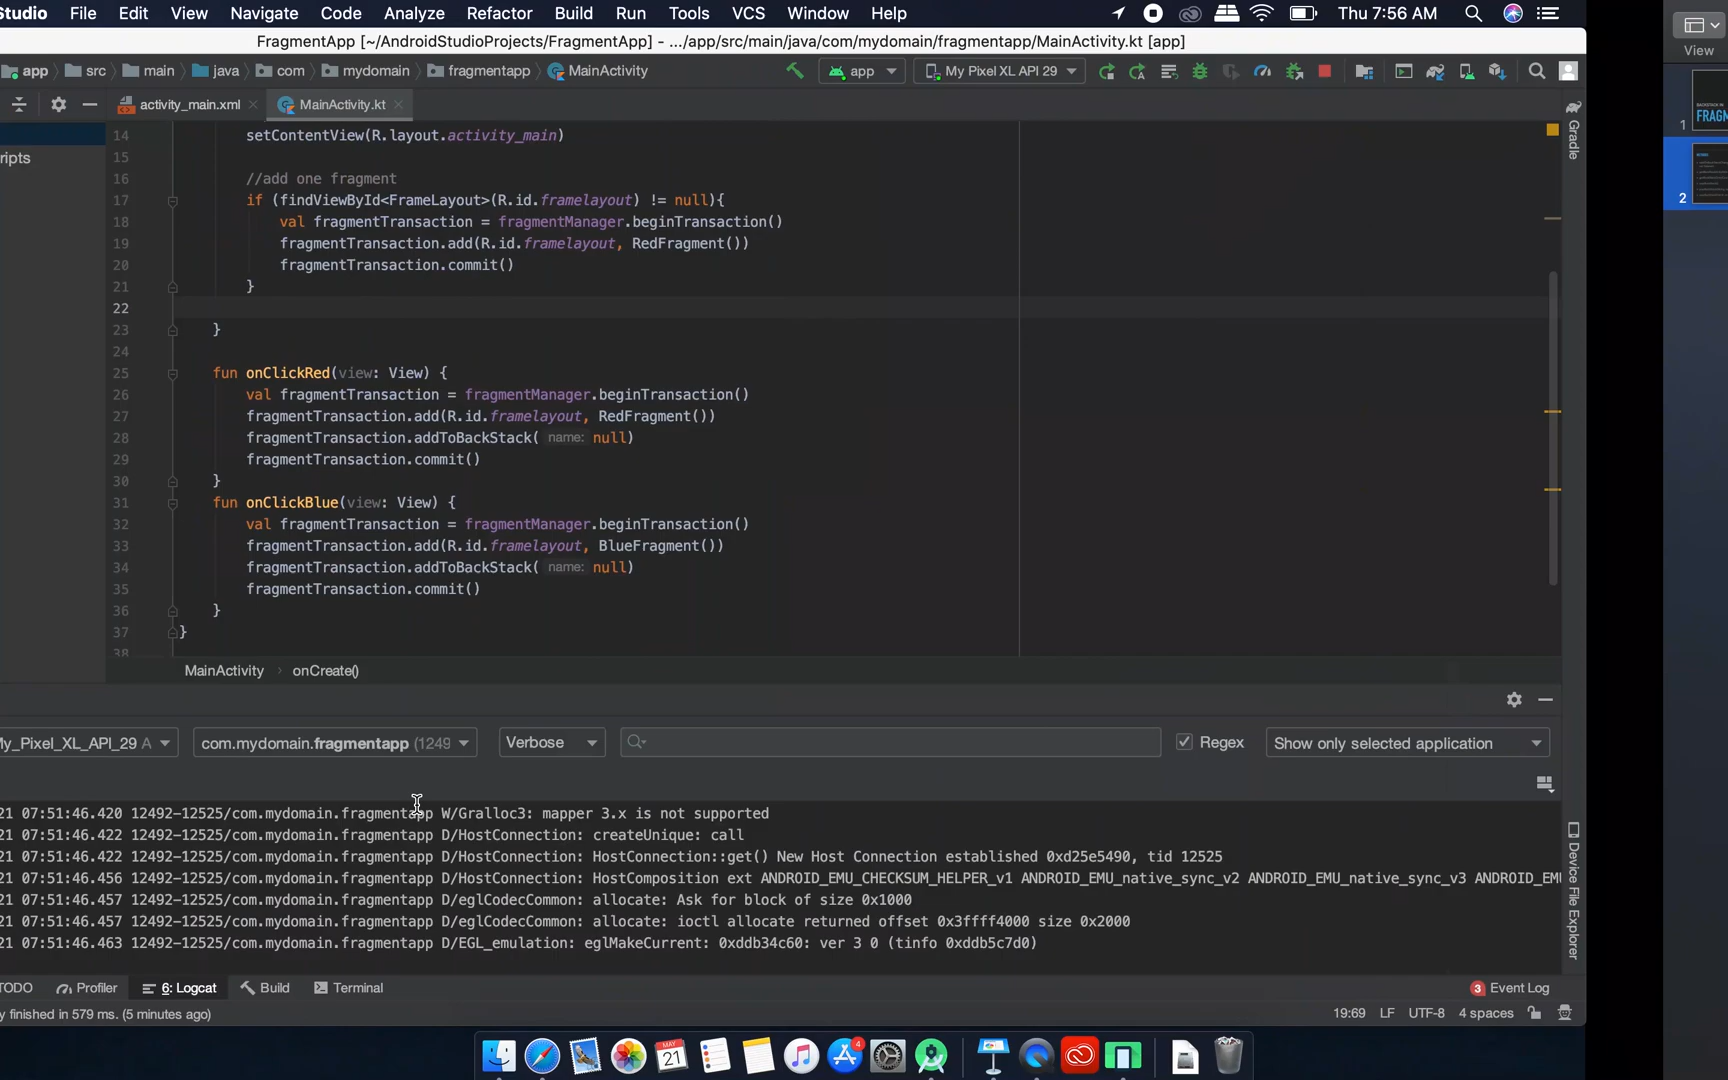 Studio File Edit View Navigate Code Analyze Refactor Build Run Tools VCS Window Help Thu 7:56 AM
FragmentApp [~/AndroidStudioProjects/FragmentApp] - .../app/src/main/java/com/mydomain/fragmentapp/MainActivity.kt [app]
View
app src main java com mydomain fragmentapp MainActivity app My Pixel XL API 29
activity_main.xml MainActivity.kt
Gradle
BACKSTACK IN
FRAGM
1
2
ripts
14 setContentView(R.layout.activity_main)
15
16 //add one fragment
17 if (findViewById<FrameLayout>(R.id.framelayout) != null){
18 val fragmentTransaction = fragmentManager.beginTransaction()
19 fragmentTransaction.add(R.id.framelayout, RedFragment())
20 fragmentTransaction.commit()
21 }
22
23 }
24
25 fun onClickRed(view: View) {
26 val fragmentTransaction = fragmentManager.beginTransaction()
27 fragmentTransaction.add(R.id.framelayout, RedFragment())
28 fragmentTransaction.addToBackStack( name: null)
29 fragmentTransaction.commit()
30 }
31 fun onClickBlue(view: View) {
32 val fragmentTransaction = fragmentManager.beginTransaction()
33 fragmentTransaction.add(R.id.framelayout, BlueFragment())
34 fragmentTransaction.addToBackStack( name: null)
35 fragmentTransaction.commit()
36 }
37 }
38
MainActivity › onCreate()
My_Pixel_XL_API_29 A com.mydomain.fragmentapp (1249 Verbose Regex Show only selected application
21 07:51:46.420 12492-12525/com.mydomain.fragmentapp W/Gralloc3: mapper 3.x is not supported
21 07:51:46.422 12492-12525/com.mydomain.fragmentapp D/HostConnection: createUnique: call
21 07:51:46.422 12492-12525/com.mydomain.fragmentapp D/HostConnection: HostConnection::get() New Host Connection established 0xd25e5490, tid 12525
21 07:51:46.456 12492-12525/com.mydomain.fragmentapp D/HostConnection: HostComposition ext ANDROID_EMU_CHECKSUM_HELPER_v1 ANDROID_EMU_native_sync_v2 ANDROID_EMU_native_sync_v3 ANDROID_EMU
21 07:51:46.457 12492-12525/com.mydomain.fragmentapp D/eglCodecCommon: allocate: Ask for block of size 0x1000
21 07:51:46.457 12492-12525/com.mydomain.fragmentapp D/eglCodecCommon: allocate: ioctl allocate returned offset 0x3ffff4000 size 0x2000
21 07:51:46.463 12492-12525/com.mydomain.fragmentapp D/EGL_emulation: eglMakeCurrent: 0xddb34c60: ver 3 0 (tinfo 0xddb5c7d0)
Device File Explorer
TODO Profiler 6: Logcat Build Terminal 3 Event Log
y finished in 579 ms. (5 minutes ago) 19:69 LF UTF-8 4 spaces
MAY
21
4